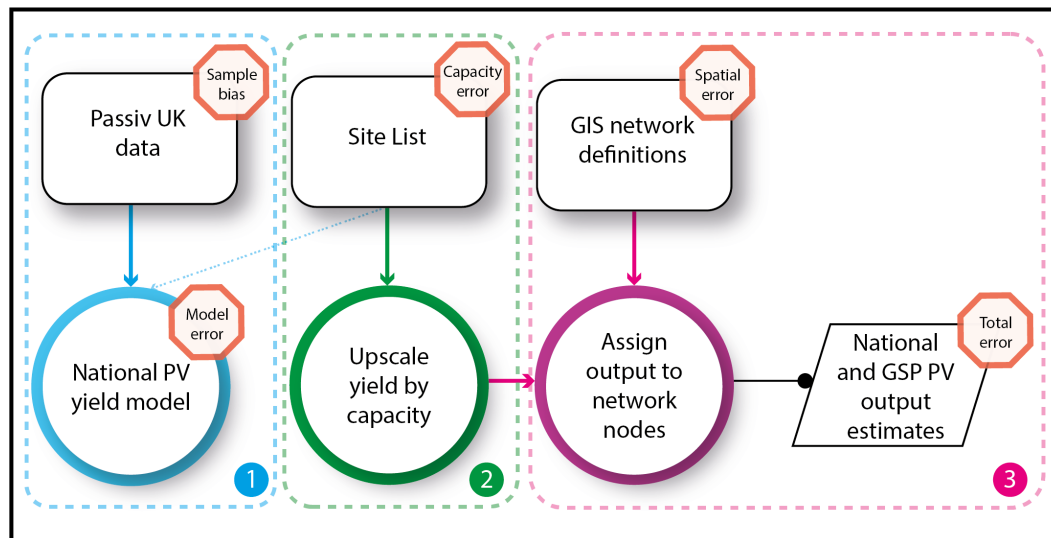 Sample
bias
Passiv UK
data
Model
error
National PV
yield model
1
Capacity
error
Site List
Upscale
yield by
capacity
2
Spatial
error
GIS network
definitions
Assign
output to
network
nodes
Total
error
National
and GSP PV
output
estimates
3